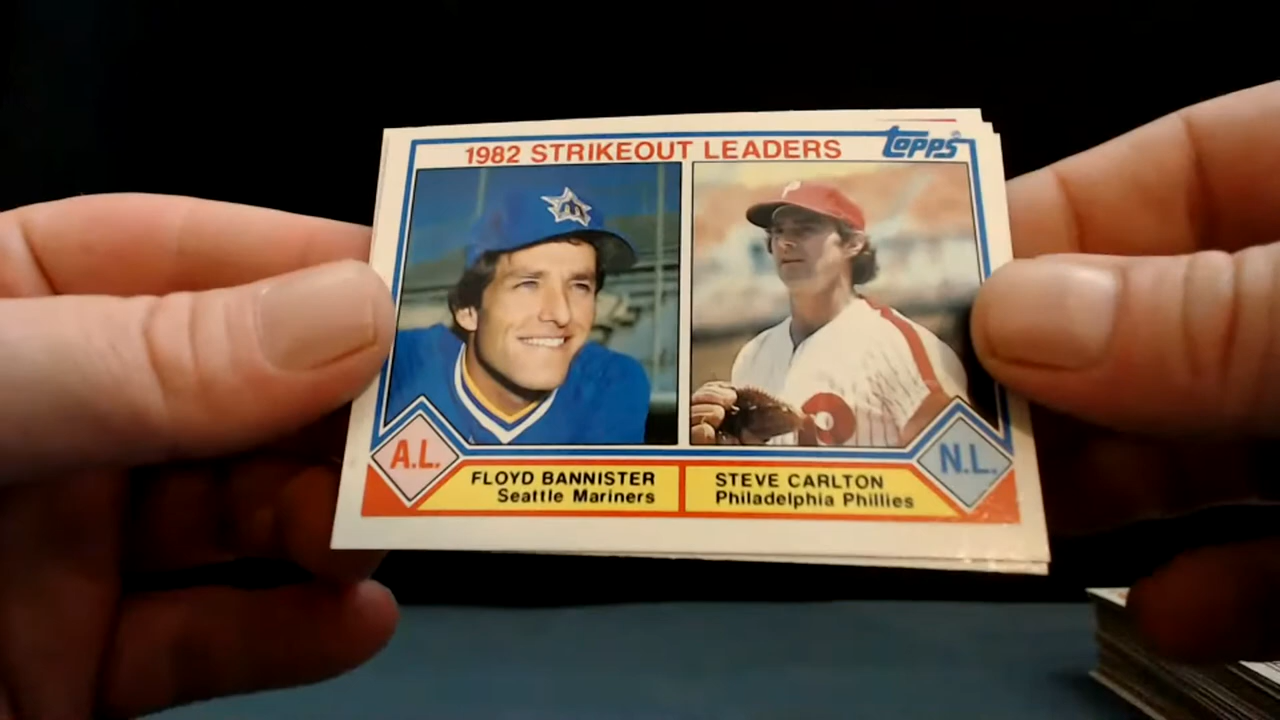 1982 STRIKEOUT LEADERS
topps
A.L.
FLOYD BANNISTER
Seattle Mariners
STEVE CARLTON
Philadelphia Phillies
N.L.